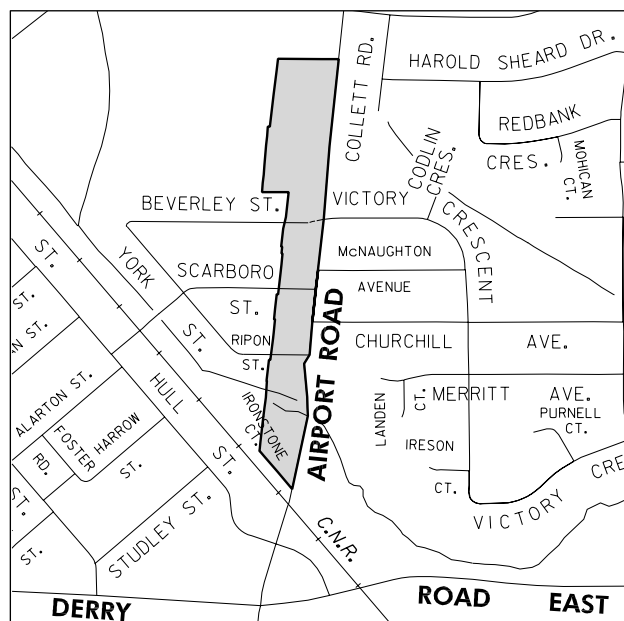 HAROLD SHEARD DR.
COLLETT RD.
REDBANK
CRES.
MOHICAN
CT.
CODLIN
CRES.
BEVERLEY ST.
VICTORY
CRESCENT
YORK
ST.
McNAUGHTON
AVENUE
SCARBORO
ST.
RIPON
ST.
CHURCHILL AVE.
AIRPORT ROAD
ST.
ST.
ST.
ALARTON ST.
HULL
ST.
FOSTER
RD.
HARROW
ST.
IRONSTONE
CT.
LANDEN
CT.
MERRITT AVE.
PURNELL
CT.
IRESON
CT.
VICTORY CRE
ST.
ST.
STUDLEY ST.
C.N.R.
DERRY ROAD EAST